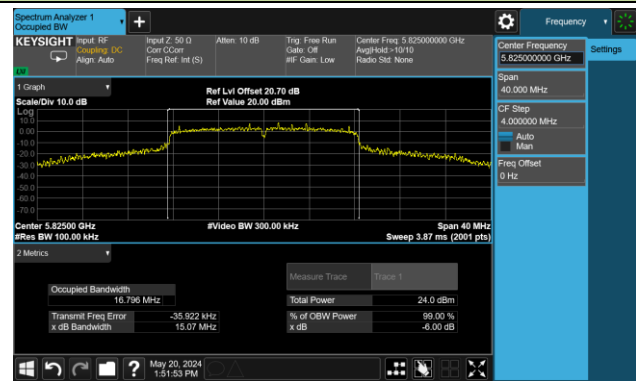 Spectrum Analyzer 1
Occupied BW
+
Frequency
KEYSIGHT Input: RF Input Z: 50 Ω Atten: 10 dB Trig: Free Run Center Freq: 5.825000000 GHz
Coupling: DC Corr CCorr Gate: Off Avg|Hold:>10/10
Align: Auto Freq Ref: Int (S) #IF Gain: Low Radio Std: None
Center Frequency
5.825000000 GHz
Settings
Span
40.000 MHz
CF Step
4.000000 MHz
Auto
Man
Freq Offset
0 Hz
1 Graph
Ref Lvl Offset 20.70 dB
Scale/Div 10.0 dB Ref Value 20.00 dBm
Log
10.0
0.00
-10.0
-20.0
-30.0
-40.0
-50.0
-60.0
-70.0
Center 5.82500 GHz #Video BW 300.00 kHz Span 40 MHz
#Res BW 100.00 kHz Sweep 3.87 ms (2001 pts)
2 Metrics
Measure Trace Trace 1
Occupied Bandwidth
16.796 MHz Total Power 24.0 dBm
Transmit Freq Error -35.922 kHz % of OBW Power 99.00 %
x dB Bandwidth 15.07 MHz x dB -6.00 dB
? May 20, 2024
1:51:53 PM